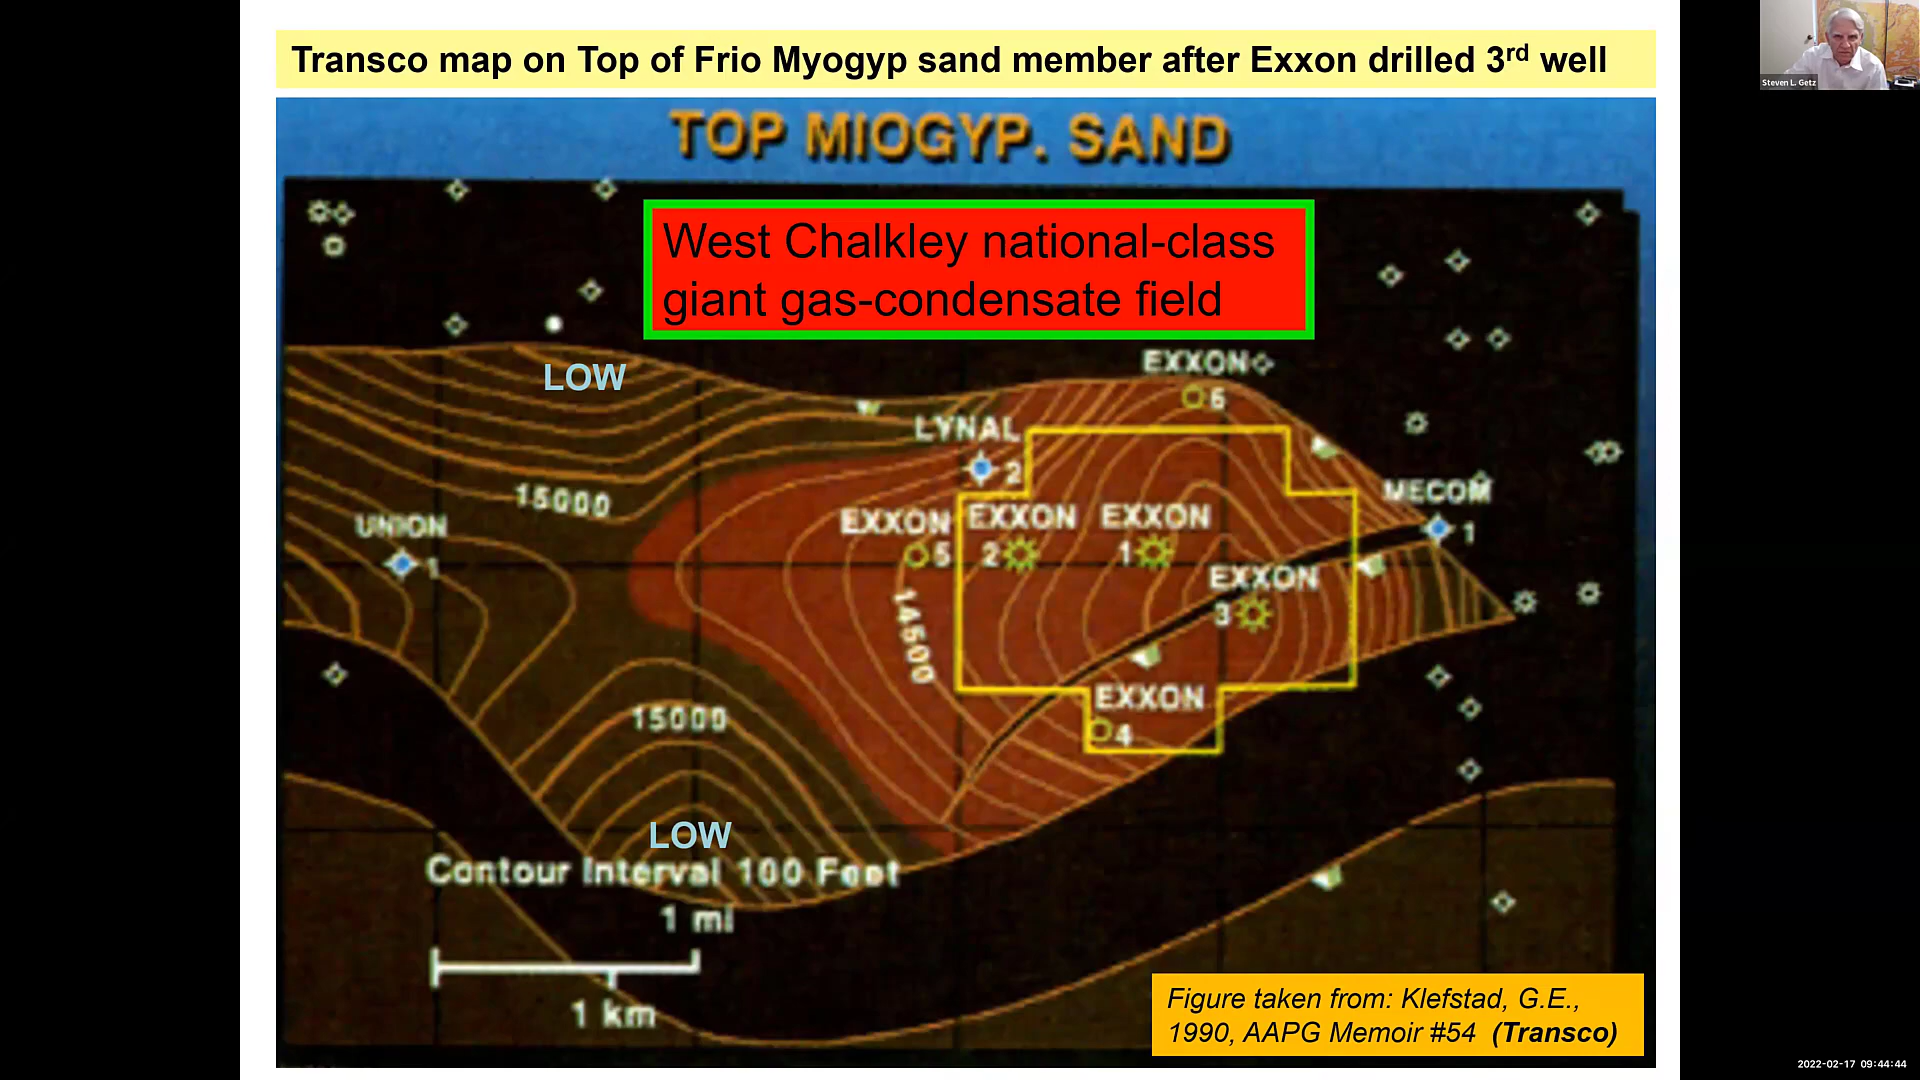 Transco map on Top of Frio Myogyp sand member after Exxon drilled 3rd well
Steven L. Getz
TOP MIOGYP. SAND
West Chalkley national-class
giant gas-condensate field
LOW
EXXON
6
LYNAL
2
15000
MECOM
1
UNION
1
EXXON
5
EXXON
2
EXXON
1
EXXON
3
14500
EXXON
4
15000
LOW
Contour Interval 100 Feet
1 mi
1 km
Figure taken from: Klefstad, G.E.,
1990, AAPG Memoir #54 (Transco)
2022-02-17 09:44:44